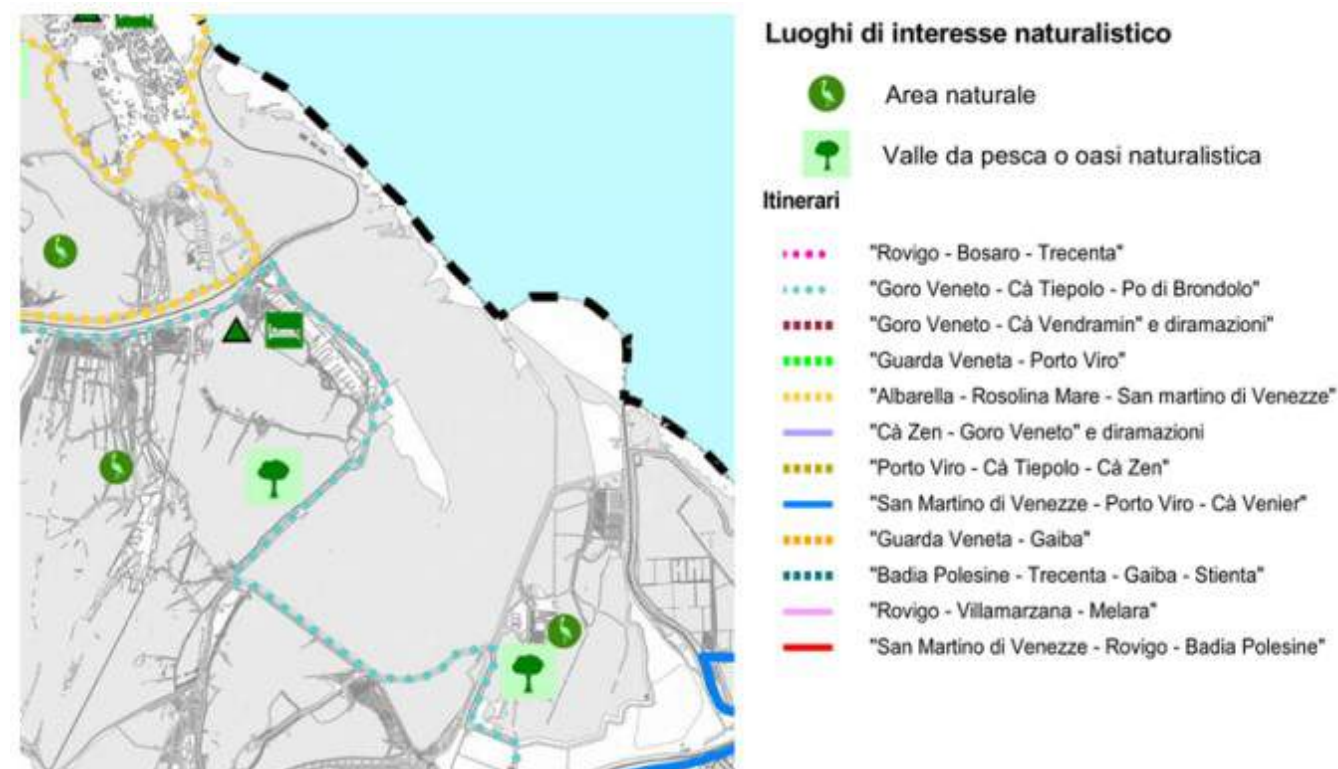 Luoghi di interesse naturalistico
Area naturale
Valle da pesca o oasi naturalistica
Itinerari
"Rovigo - Bosaro - Trecenta"
"Goro Veneto - Cà Tiepolo - Po di Brondolo"
"Goro Veneto - Cà Vendramin" e diramazioni"
"Guarda Veneta - Porto Viro"
"Albarella - Rosolina Mare - San martino di Venezze"
"Cà Zen - Goro Veneto" e diramazioni
"Porto Viro - Cà Tiepolo - Cà Zen"
"San Martino di Venezze - Porto Viro - Cà Venier"
"Guarda Veneta - Gaiba"
"Badia Polesine - Trecenta - Gaiba - Stienta"
"Rovigo - Villamarzana - Melara"
"San Martino di Venezze - Rovigo - Badia Polesine"